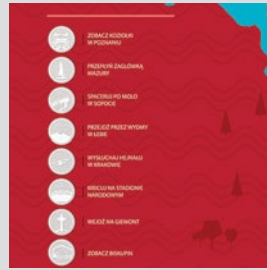 ZOBACZ KOZIOŁKI
W POZNANIU
PRZEPŁYŃ ŻAGLÓWKĄ
MAZURY
SPACERUJ PO MOLO
W SOPOCIE
PRZEJDŹ PRZEZ WYDMY
W ŁEBIE
WYSŁUCHAJ HEJNAŁU
W KRAKOWIE
KIBICUJ NA STADIONIE
NARODOWYM
WEJDŹ NA GIEWONT
ZOBACZ BISKUPIN